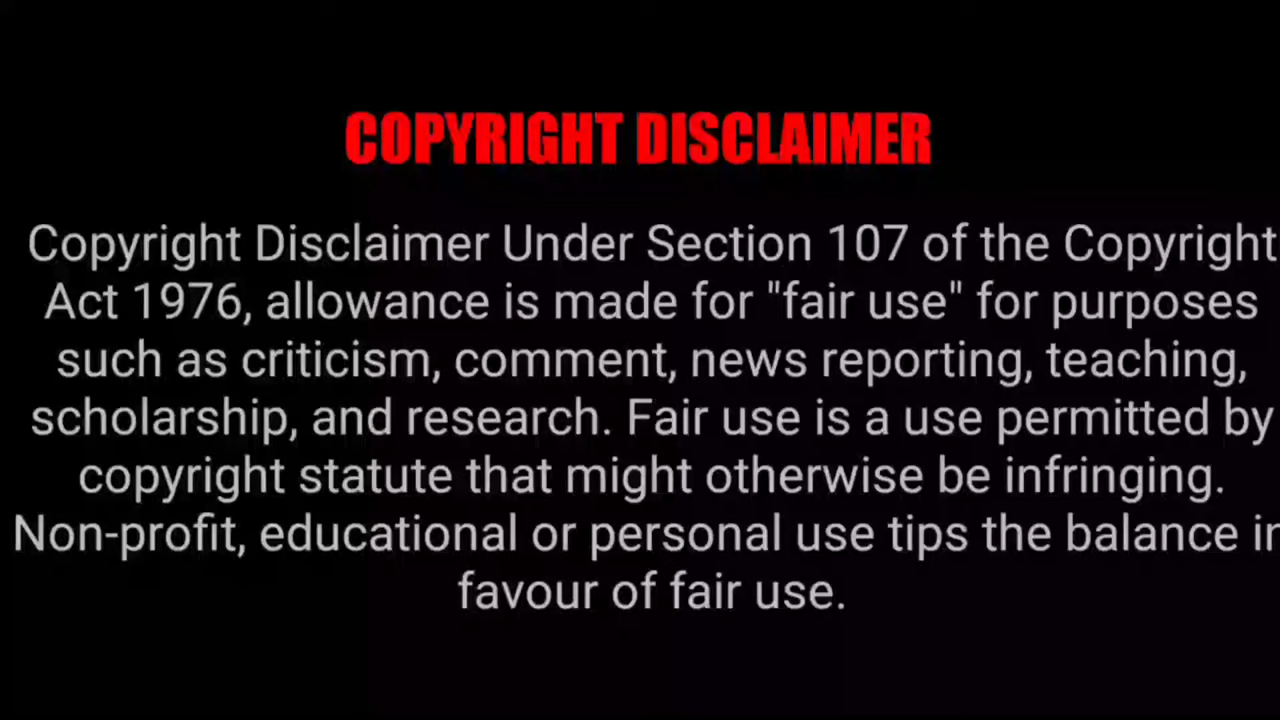 COPYRIGHT DISCLAIMER
Copyright Disclaimer Under Section 107 of the Copyright
Act 1976, allowance is made for "fair use" for purposes
such as criticism, comment, news reporting, teaching,
scholarship, and research. Fair use is a use permitted by
copyright statute that might otherwise be infringing.
Non-profit, educational or personal use tips the balance in
favour of fair use.